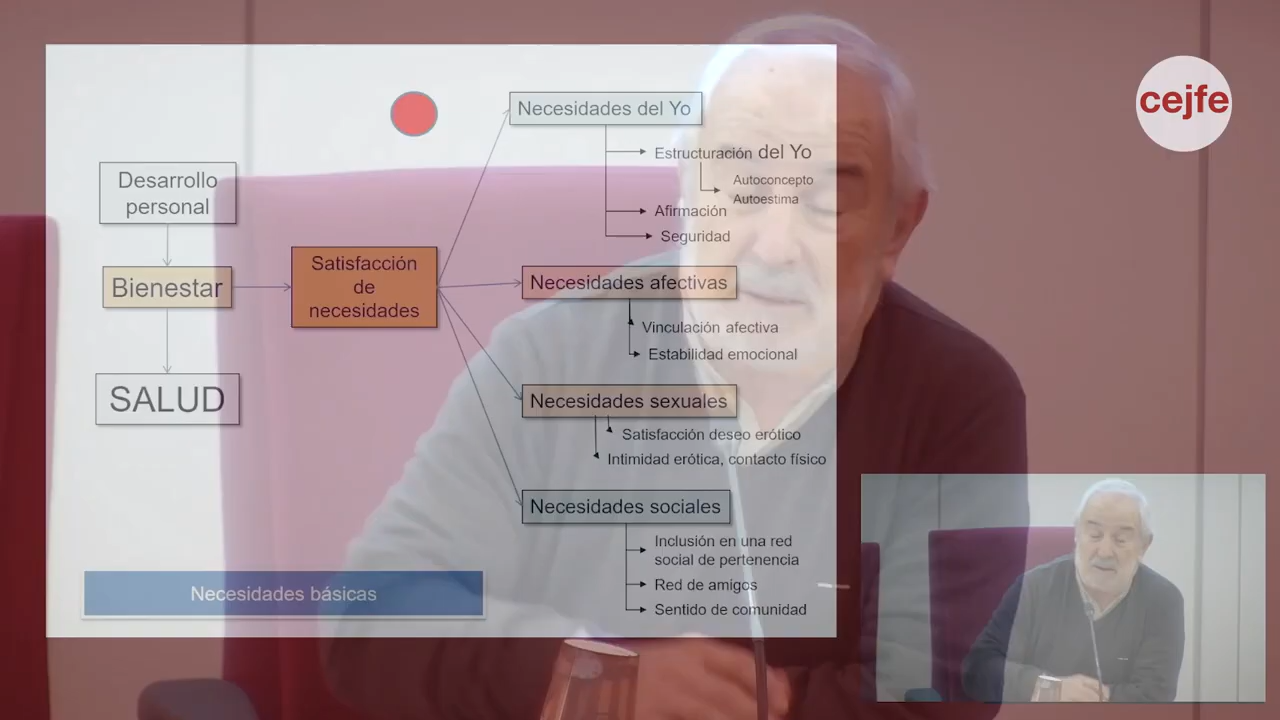 cejfe
Necesidades del Yo
Estructuración del Yo
Autoconcepto
Autoestima
Afirmación
Seguridad
Desarrollo
personal
Bienestar
SALUD
Satisfacción
de
necesidades
Necesidades afectivas
Vinculación afectiva
Estabilidad emocional
Necesidades sexuales
Satisfacción deseo erótico
Intimidad erótica, contacto físico
Necesidades sociales
Inclusión en una red
social de pertenencia
Red de amigos
Sentido de comunidad
Necesidades básicas